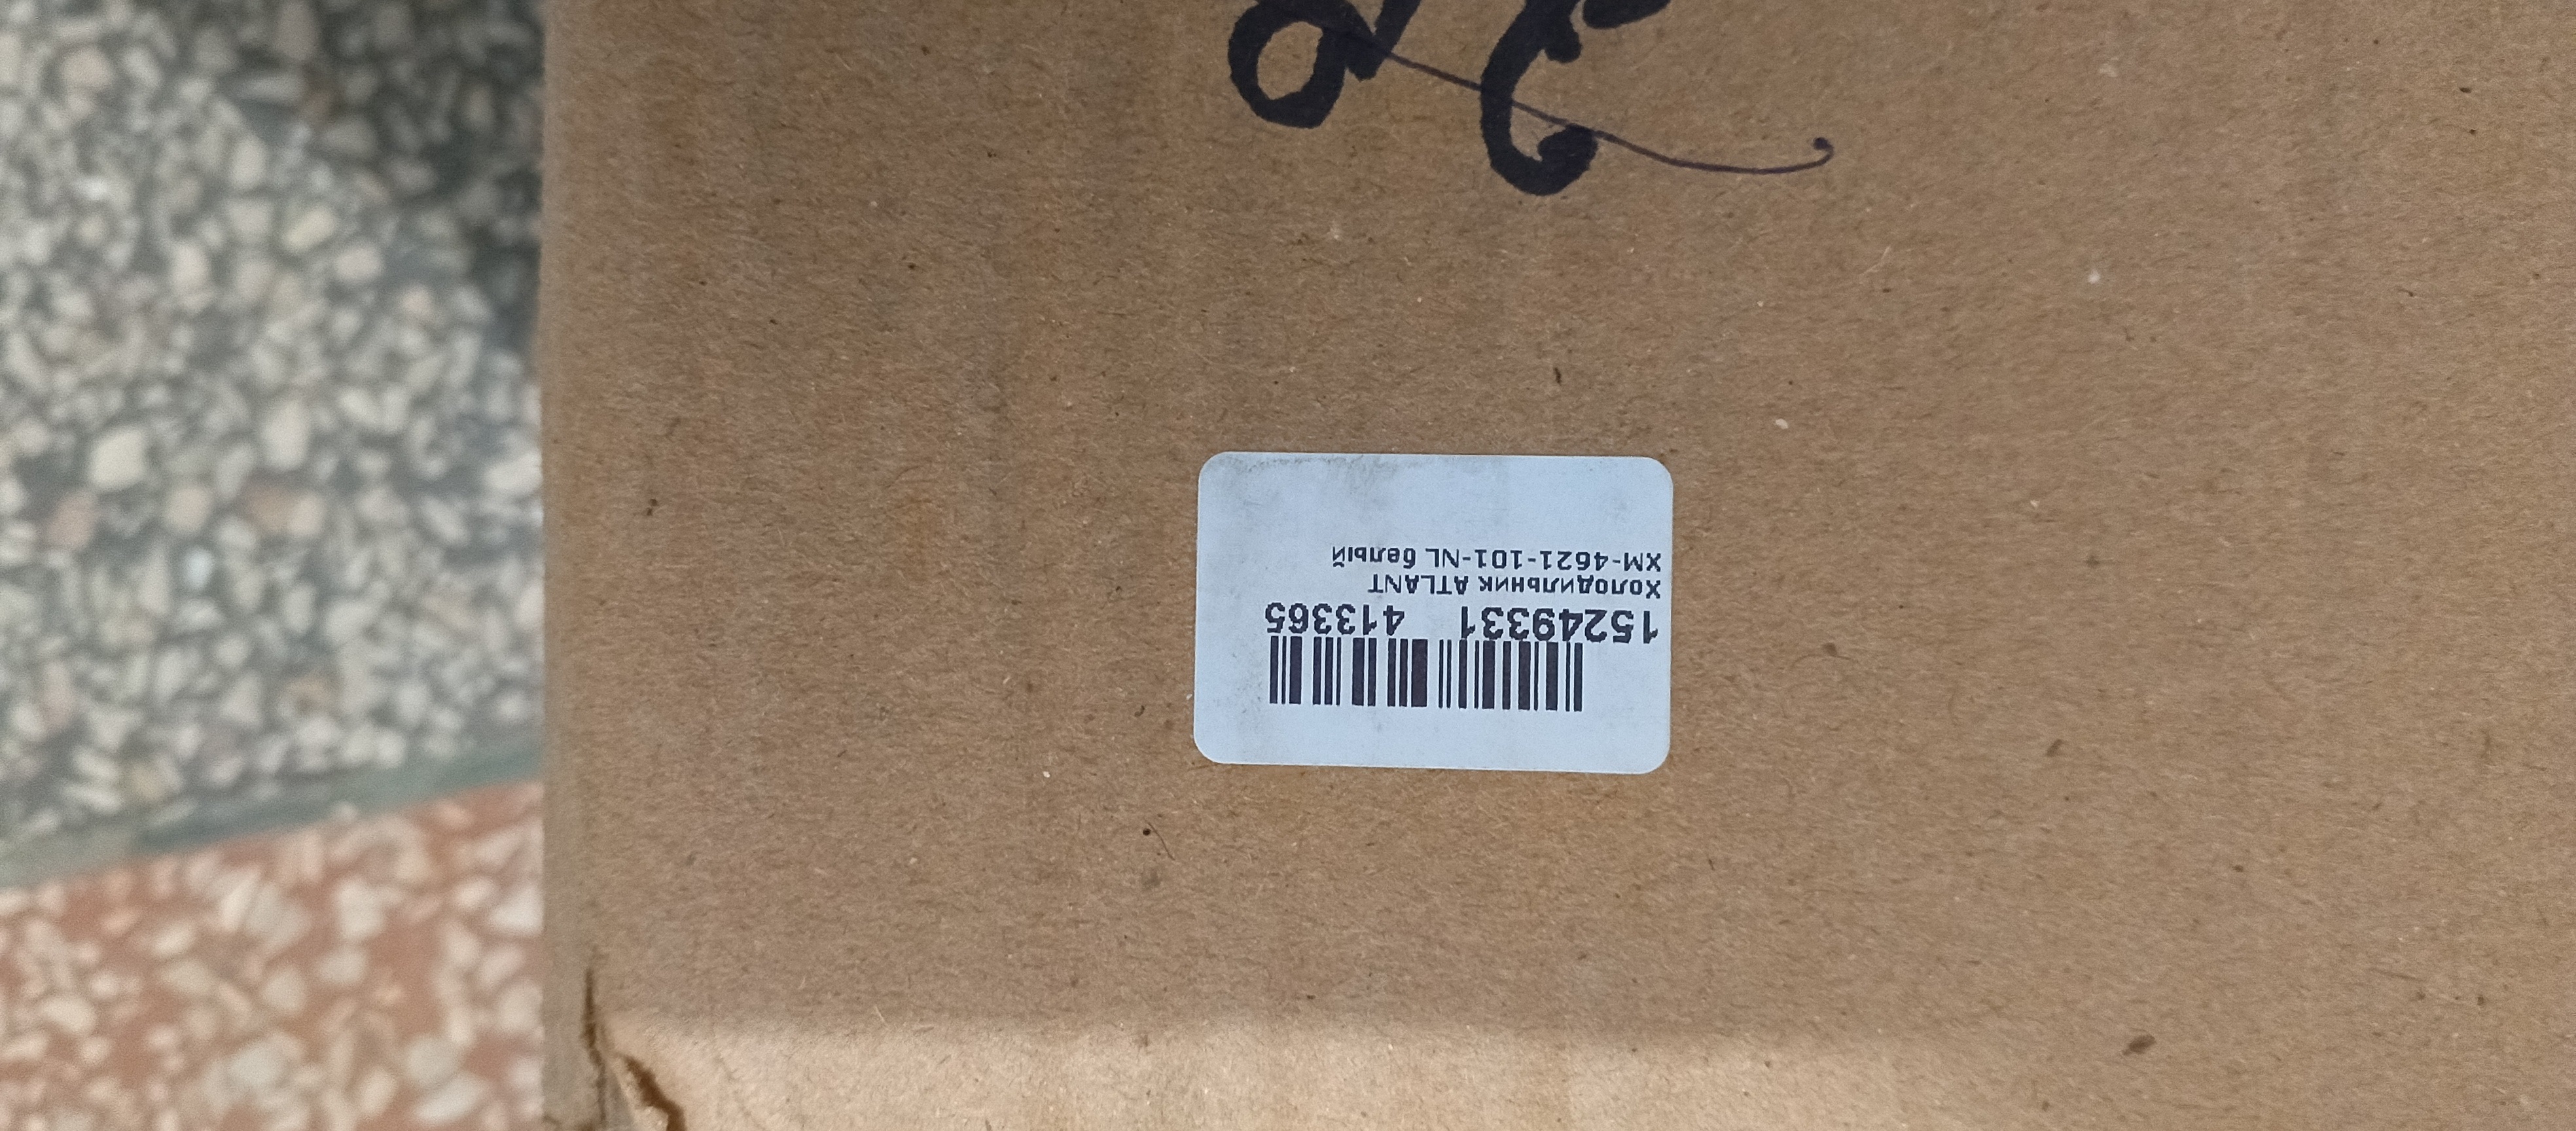 15249331 413365
Холодильник ATLANT
ХМ-4621-101-NL белый